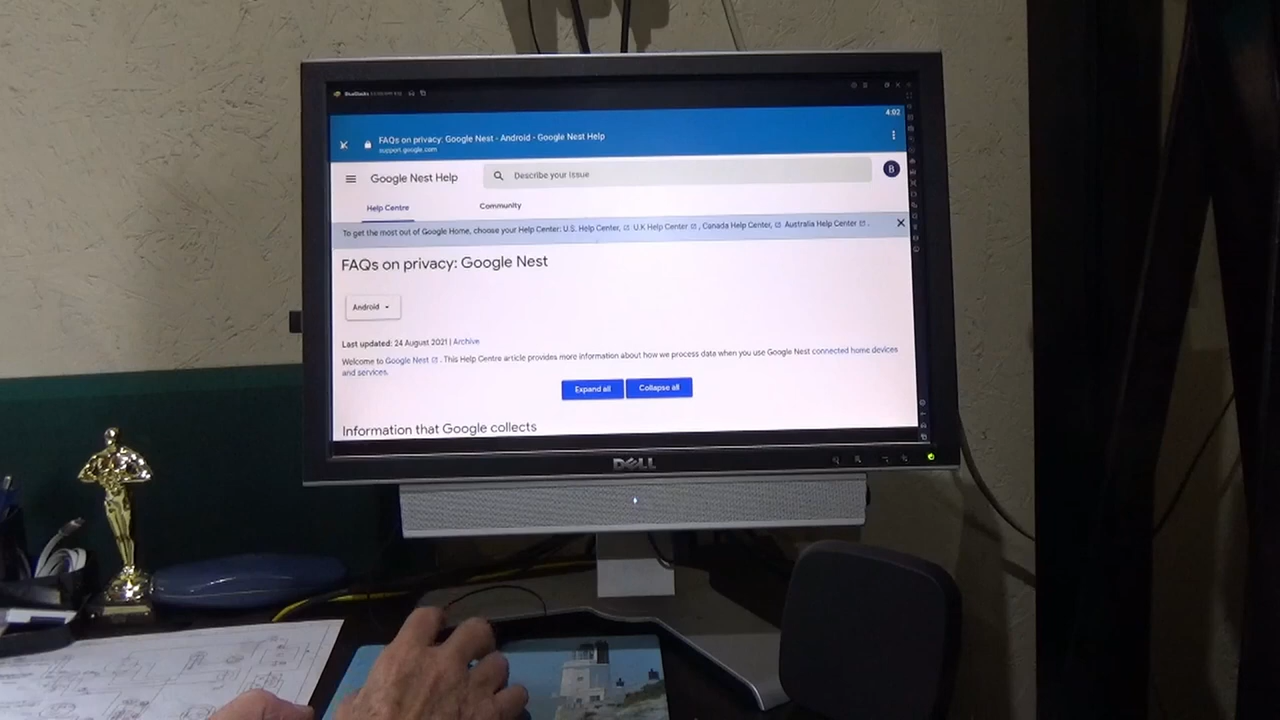 BlueStacks
4:02
FAQs on privacy: Google Nest - Android - Google Nest Help
support.google.com
Google Nest Help
Describe your issue
B
Help Centre
Community
To get the most out of Google Home, choose your Help Center: U.S. Help Center, U.K Help Center , Canada Help Center, Australia Help Center .
FAQs on privacy: Google Nest
Android
Last updated: 24 August 2021 | Archive
Welcome to Google Nest . This Help Centre article provides more information about how we process data when you use Google Nest connected home devices
and services.
Expand all
Collapse all
Information that Google collects
DELL